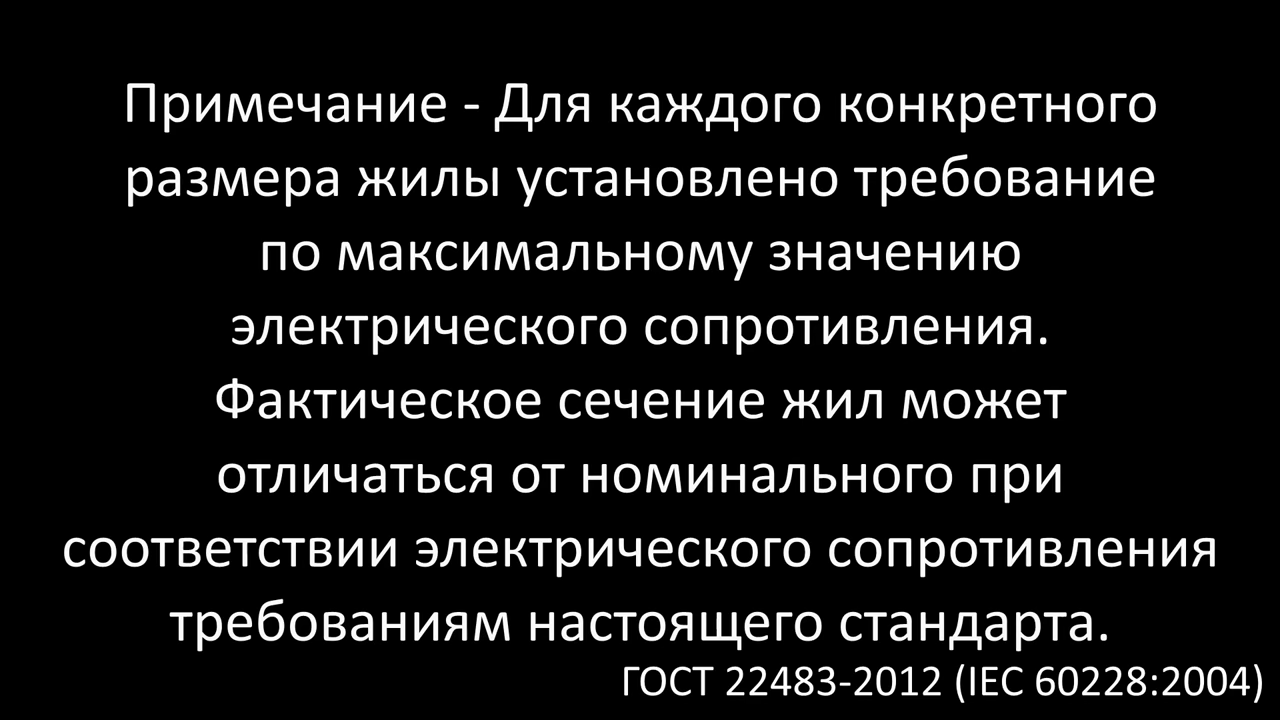 Примечание - Для каждого конкретного
размера жилы установлено требование
по максимальному значению
электрического сопротивления.
Фактическое сечение жил может
отличаться от номинального при
соответствии электрического сопротивления
требованиям настоящего стандарта.
ГОСТ 22483-2012 (IEC 60228:2004)